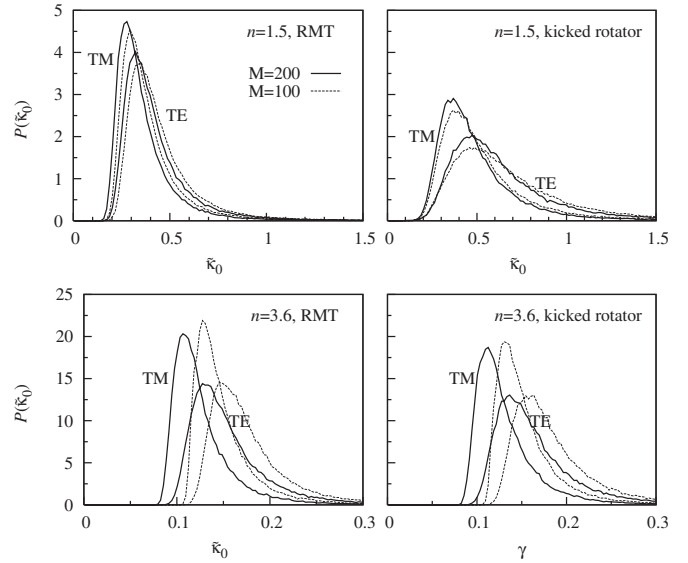 n=1.5, RMT
TM
TE
M=200
M=100
P(κ̃₀)
5
4
3
2
1
0
0 0.5 1 1.5
κ̃₀
n=1.5, kicked rotator
TM
TE
0 0.5 1 1.5
κ̃₀
n=3.6, RMT
TM
TE
P(κ̃₀)
25
20
15
10
5
0
0 0.1 0.2 0.3
κ̃₀
n=3.6, kicked rotator
TM
TE
0 0.1 0.2 0.3
γ